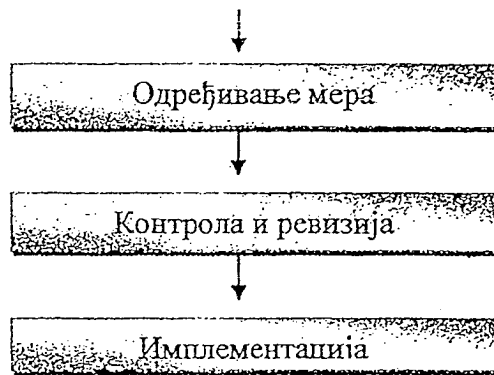 Одређивање мера
Контрола и ревизија
Имплементација